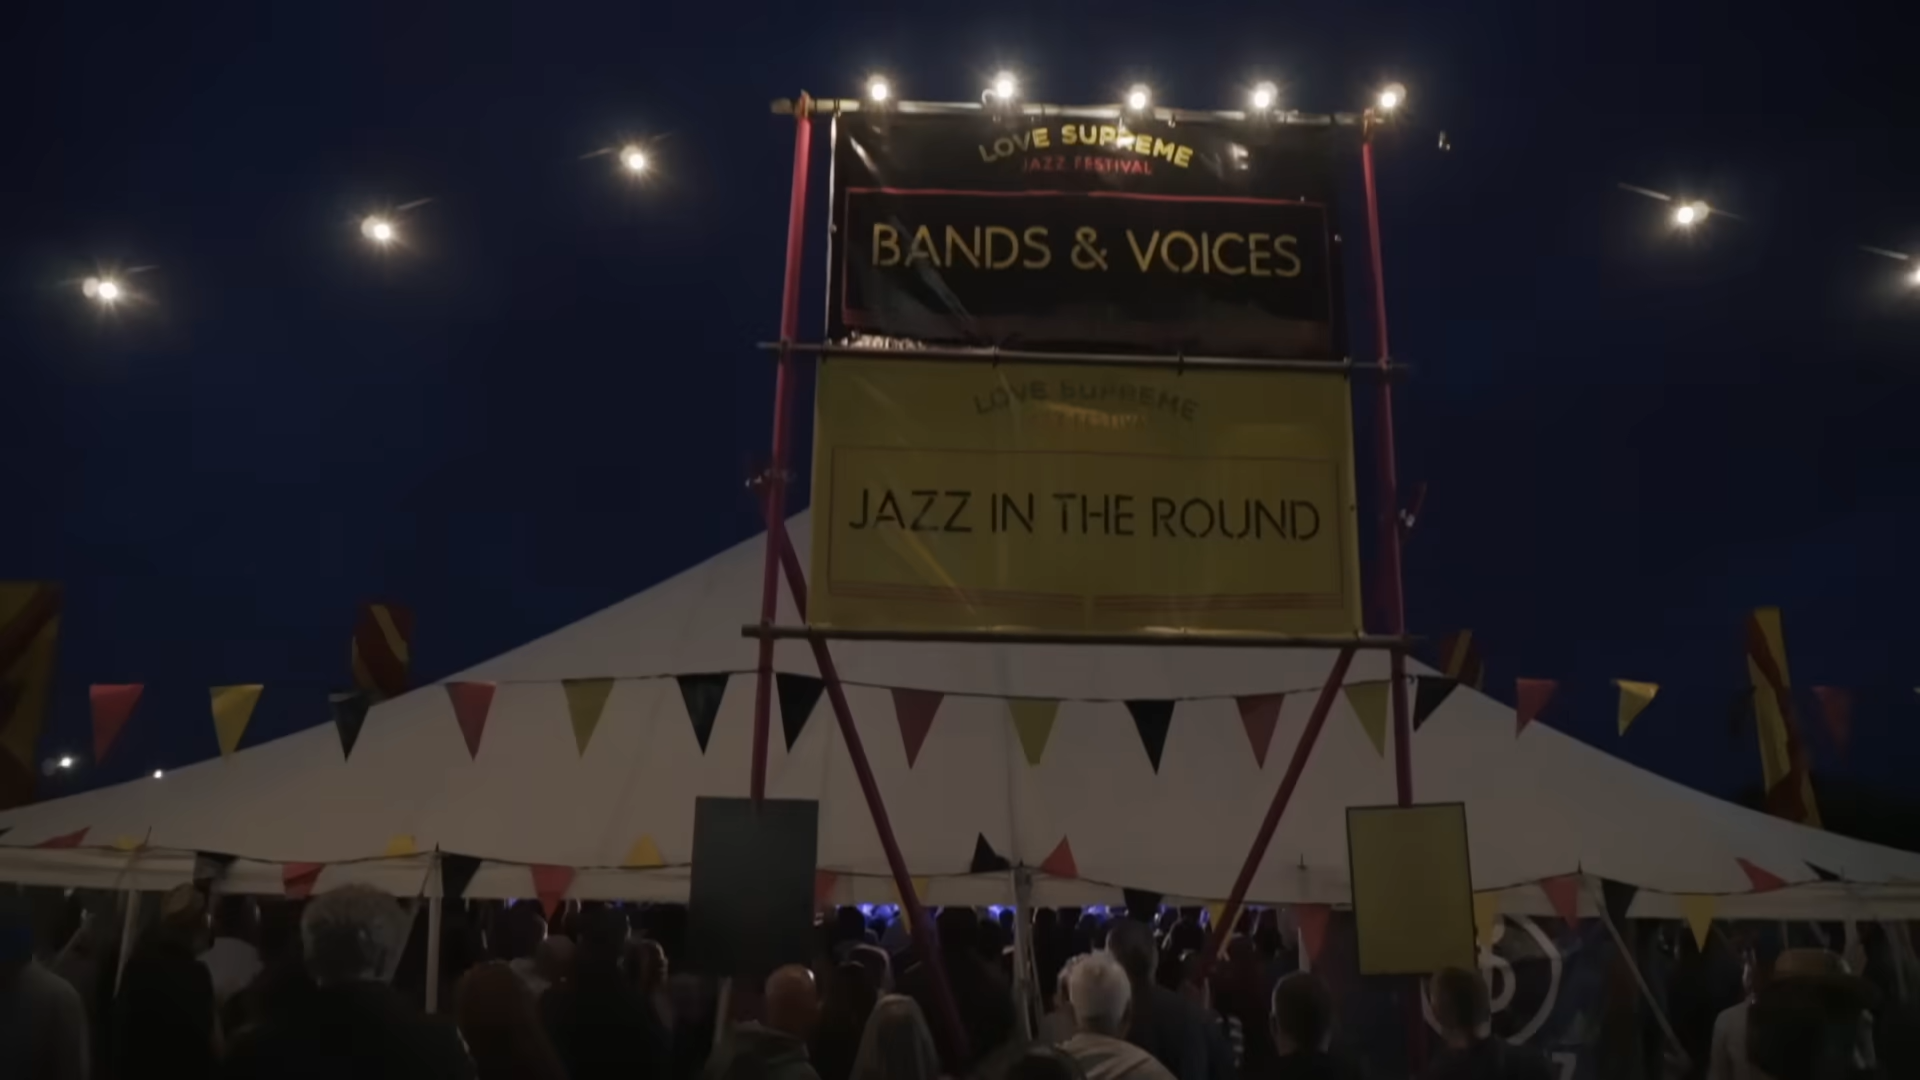 LOVE SUPREME
JAZZ FESTIVAL
BANDS & VOICES
LOVE SUPREME
JAZZ IN THE ROUND